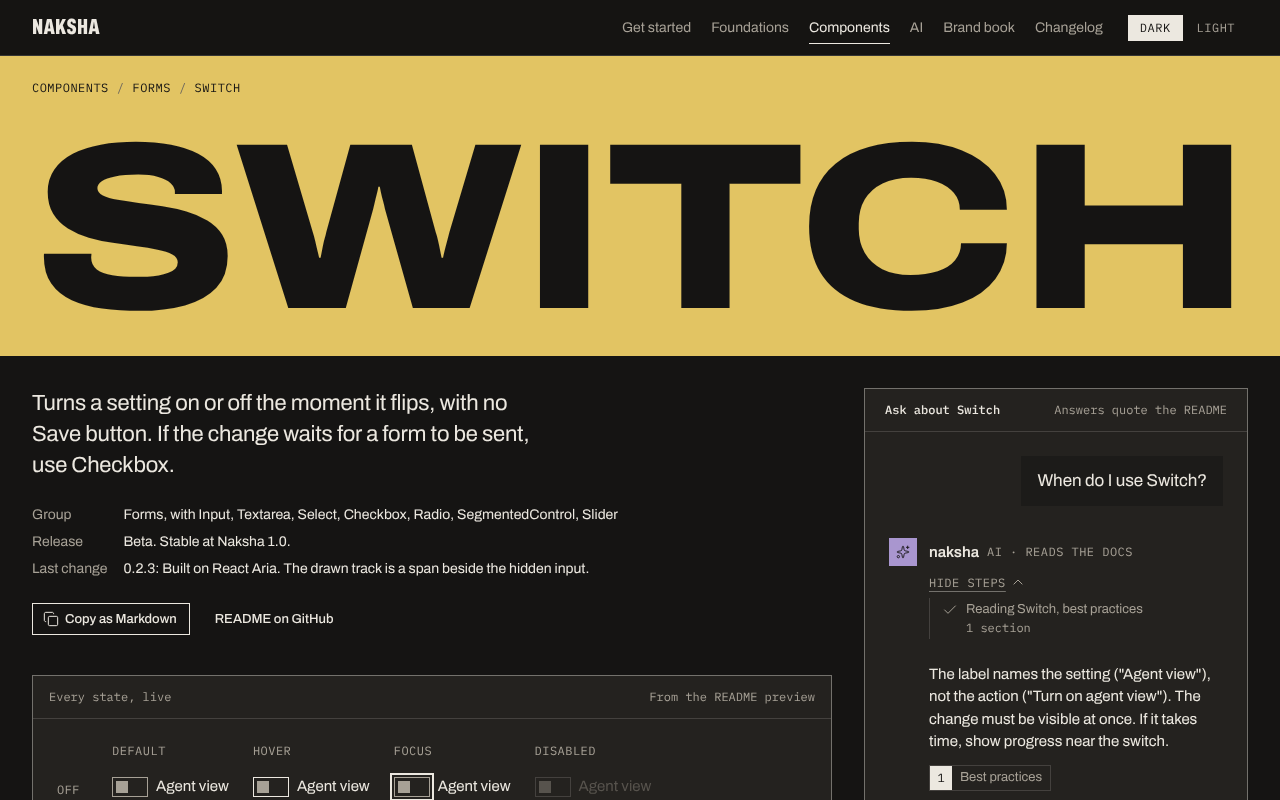 NAKSHA
Get started
Foundations
Components
AI
Brand book
Changelog
DARK
LIGHT
COMPONENTS / FORMS / SWITCH
SWITCH
Turns a setting on or off the moment it flips, with no
Save button. If the change waits for a form to be sent,
use Checkbox.
Group Forms, with Input, Textarea, Select, Checkbox, Radio, SegmentedControl, Slider
Release Beta. Stable at Naksha 1.0.
Last change 0.2.3: Built on React Aria. The drawn track is a span beside the hidden input.
Copy as Markdown
README on GitHub
Every state, live
From the README preview
DEFAULT HOVER FOCUS DISABLED
OFF Agent view Agent view Agent view Agent view
Ask about Switch
Answers quote the README
When do I use Switch?
naksha AI · READS THE DOCS
HIDE STEPS
Reading Switch, best practices
1 section
The label names the setting ("Agent view"),
not the action ("Turn on agent view"). The
change must be visible at once. If it takes
time, show progress near the switch.
1 Best practices